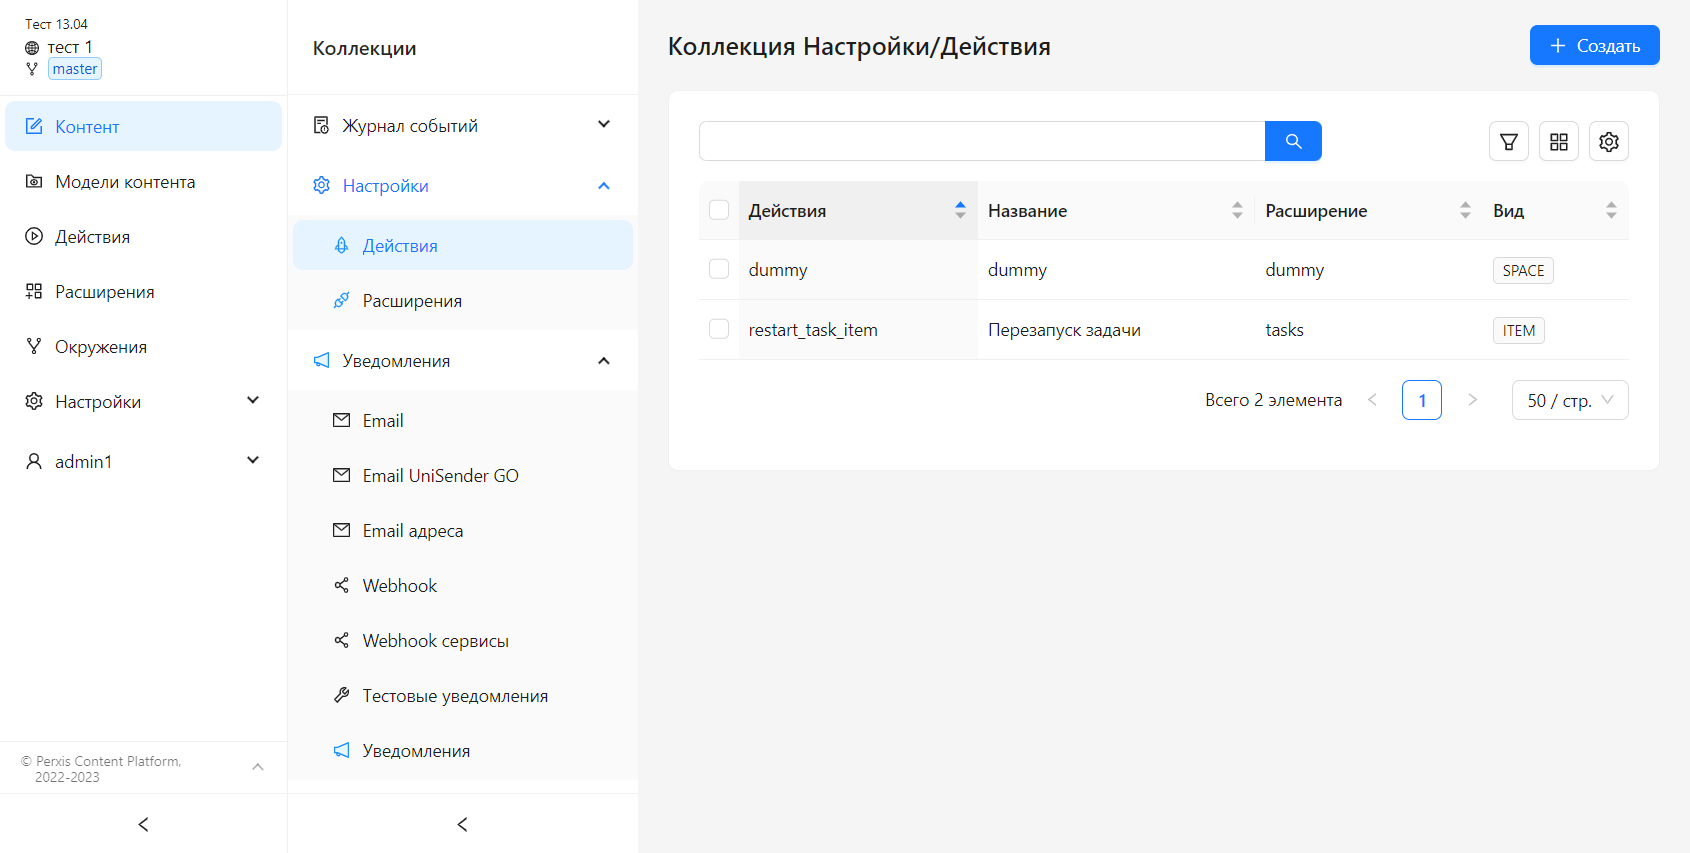 Тест 13.04
тест 1
master
Контент
Модели контента
Действия
Расширения
Окружения
Настройки
admin1
© Perxis Content Platform,
2022-2023
Коллекции
Журнал событий
Настройки
Действия
Расширения
Уведомления
Email
Email UniSender GO
Email адреса
Webhook
Webhook сервисы
Тестовые уведомления
Уведомления
Коллекция Настройки/Действия
Создать
Действия Название Расширение Вид
dummy dummy dummy SPACE
restart_task_item Перезапуск задачи tasks ITEM
Всего 2 элемента 1 50 / стр.